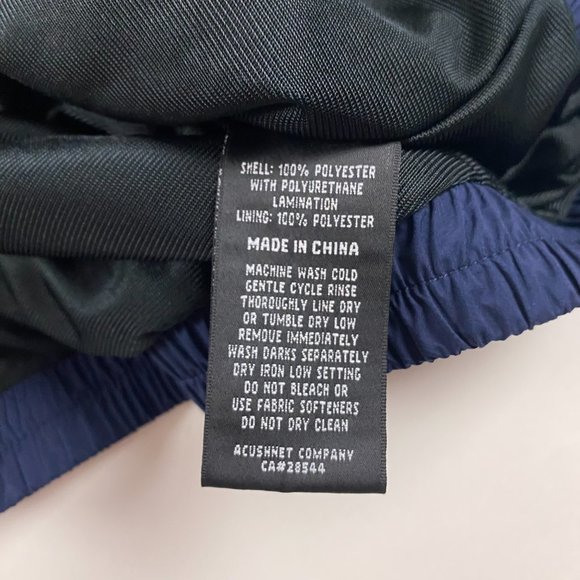 SHELL: 100% POLYESTER
WITH POLYURETHANE
LAMINATION
LINING: 100% POLYESTER
MADE IN CHINA
MACHINE WASH COLD
GENTLE CYCLE RINSE
THOROUGHLY LINE DRY
OR TUMBLE DRY LOW
REMOVE IMMEDIATELY
WASH DARKS SEPARATELY
DRY IRON LOW SETTING
DO NOT BLEACH OR
USE FABRIC SOFTENERS
DO NOT DRY CLEAN
ACUSHNET COMPANY
CA#28544